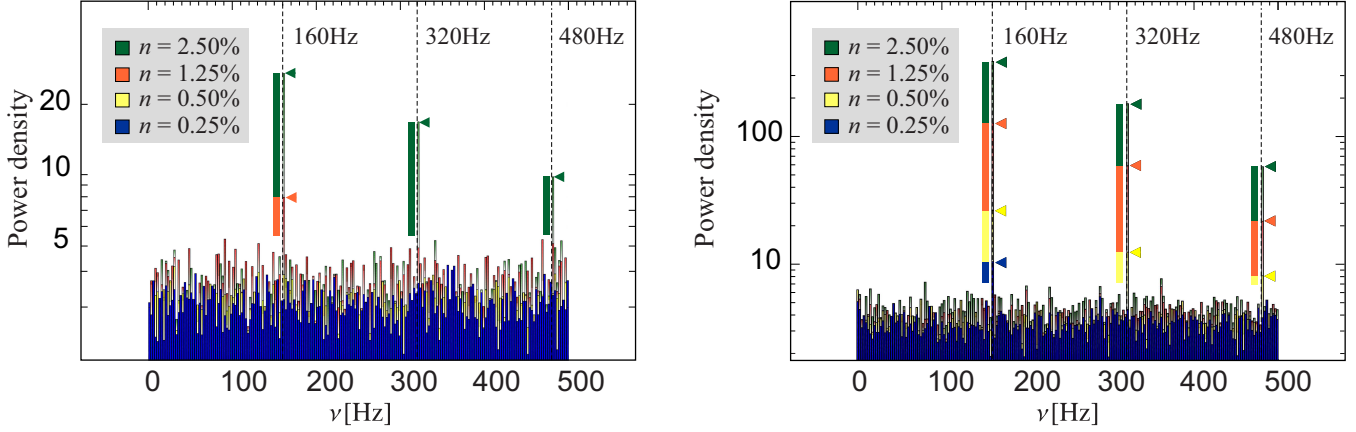 160Hz 320Hz 480Hz
n = 2.50%
n = 1.25%
n = 0.50%
n = 0.25%
Power density
20
10
5
0 100 200 300 400 500
ν[Hz]
160Hz 320Hz 480Hz
n = 2.50%
n = 1.25%
n = 0.50%
n = 0.25%
Power density
100
10
0 100 200 300 400 500
ν[Hz]